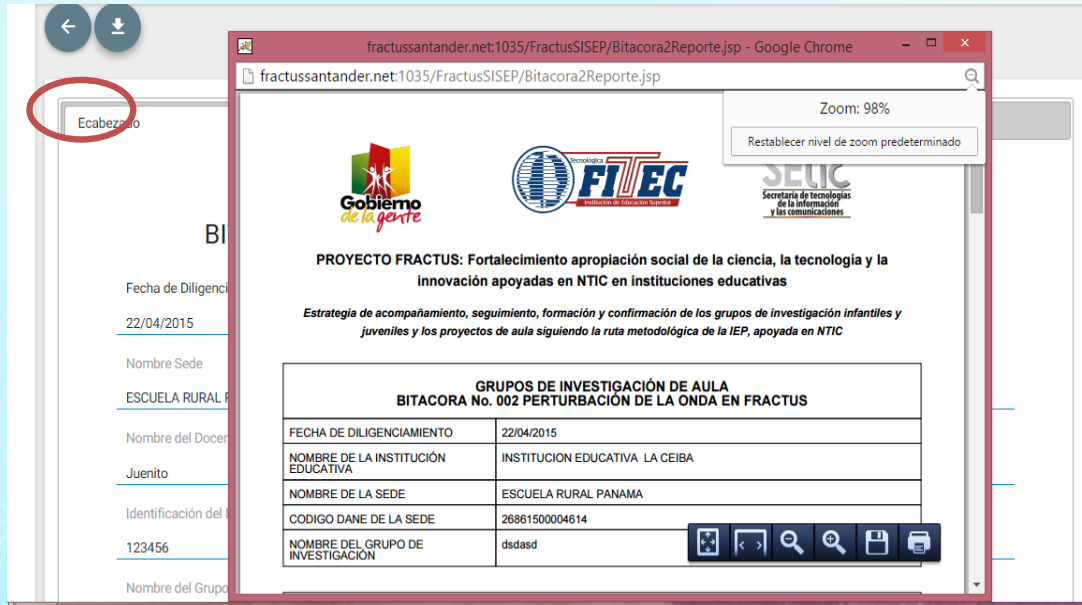 fractussantander.net:1035/FractusSISEP/Bitacora2Reporte.jsp - Google Chrome
fractussantander.net:1035/FractusSISEP/Bitacora2Reporte.jsp
Zoom: 98%
Restablecer nivel de zoom predeterminado
Ecabezado
Gobierno
de la gente
Tecnológica
FITEC
Institución de Educación Superior
SETIC
Secretaría de tecnologías
de la información
y las comunicaciones
PROYECTO FRACTUS: Fortalecimiento apropiación social de la ciencia, la tecnología y la
innovación apoyadas en NTIC en instituciones educativas
Estrategia de acompañamiento, seguimiento, formación y confirmación de los grupos de investigación infantiles y
juveniles y los proyectos de aula siguiendo la ruta metodológica de la IEP, apoyada en NTIC
GRUPOS DE INVESTIGACIÓN DE AULA
BITACORA No. 002 PERTURBACIÓN DE LA ONDA EN FRACTUS
FECHA DE DILIGENCIAMIENTO 22/04/2015
NOMBRE DE LA INSTITUCIÓN
EDUCATIVA INSTITUCION EDUCATIVA LA CEIBA
NOMBRE DE LA SEDE ESCUELA RURAL PANAMA
CODIGO DANE DE LA SEDE 26861500004614
NOMBRE DEL GRUPO DE
INVESTIGACIÓN dsdasd
BI
Fecha de Diligenci
22/04/2015
Nombre Sede
ESCUELA RURAL
Nombre del Docen
Juenito
Identificación del
123456
Nombre del Grupo